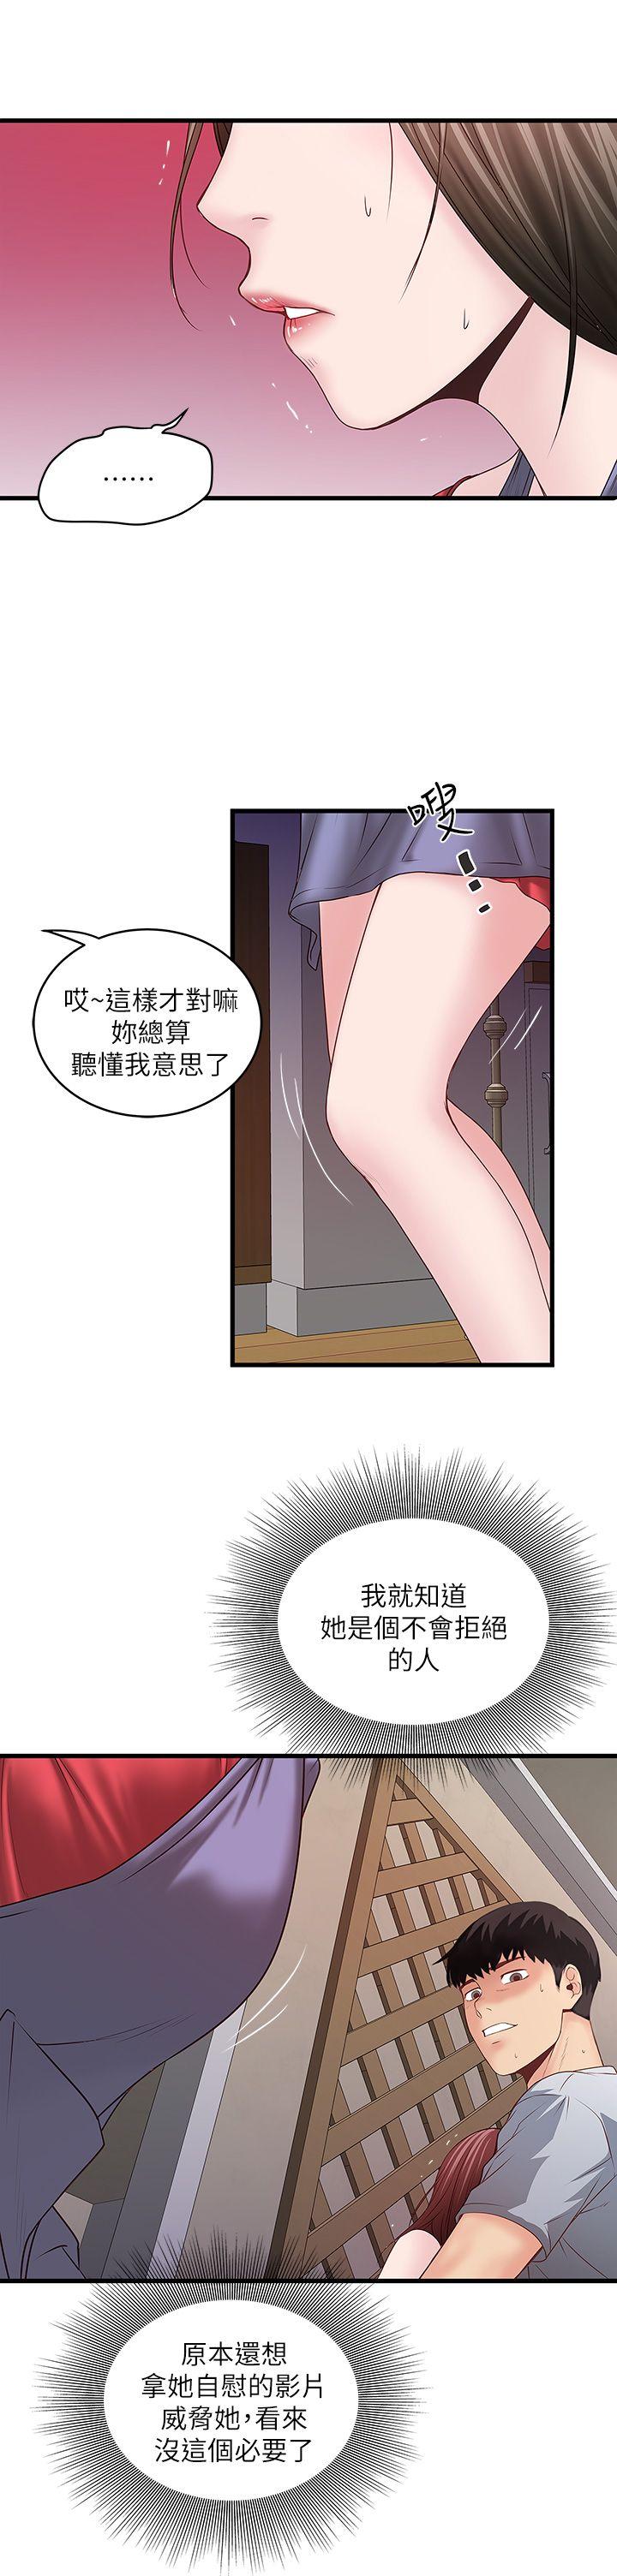 ……
嗖…
哎~這樣才對嘛
妳總算
聽懂我意思了
我就知道
她是個不會拒絕
的人
原本還想
拿她自慰的影片
威脅她，看來
沒這個必要了